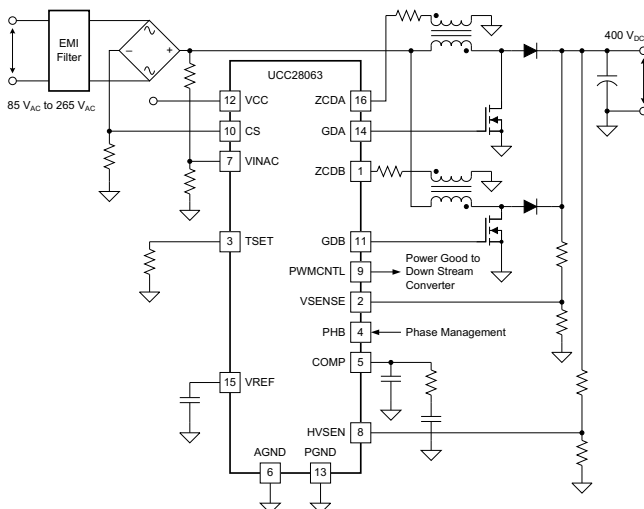 EMI
Filter
85 VAC to 265 VAC
–
+
400 VDC
UCC28063
12 VCC
10 CS
7 VINAC
3 TSET
15 VREF
ZCDA 16
GDA 14
ZCDB 1
GDB 11
PWMCNTL 9
VSENSE 2
PHB 4
COMP 5
HVSEN 8
Power Good to
Down Stream
Converter
Phase Management
AGND PGND
6 13